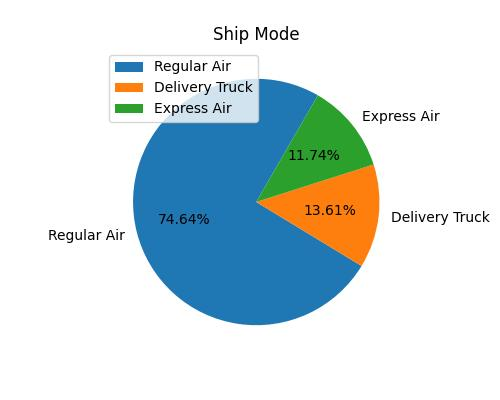 Ship Mode
Regular Air
Delivery Truck
Express Air
Express Air
11.74%
13.61%
Delivery Truck
74.64%
Regular Air